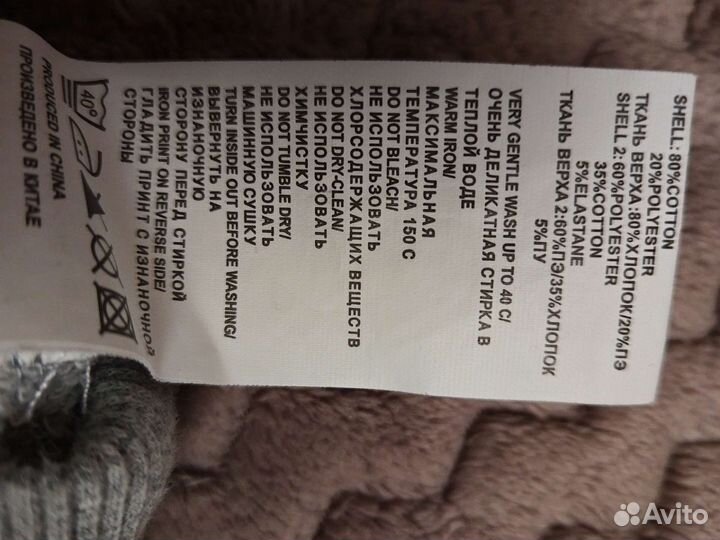 SHELL: 80%COTTON
20%POLYESTER
ТКАНЬ ВЕРХА :80%ХЛОПОК/20%ПЭ
SHELL 2:60%POLYESTER
35%COTTON
5%ELASTANE
ТКАНЬ ВЕРХА 2:60%ПЭ/35%ХЛОПОК
5%ПУ
VERY GENTLE WASH UP TO 40 C/
ОЧЕНЬ ДЕЛИКАТНАЯ СТИРКА В
ТЕПЛОЙ ВОДЕ
WARM IRON/
МАКСИМАЛЬНАЯ
ТЕМПЕРАТУРА 150 С
DO NOT BLEACH/
НЕ ИСПОЛЬЗОВАТЬ
ХЛОРСОДЕРЖАЩИХ ВЕЩЕСТВ
DO NOT DRY-CLEAN/
НЕ ИСПОЛЬЗОВАТЬ
ХИМЧИСТКУ
DO NOT TUMBLE DRY/
НЕ ИСПОЛЬЗОВАТЬ
МАШИННУЮ СУШКУ
TURN INSIDE OUT BEFORE WASHING/
ВЫВЕРНУТЬ НА
ИЗНАНОЧНУЮ
СТОРОНУ ПЕРЕД СТИРКОЙ
IRON PRINT ON REVERSE SIDE/
ГЛАДИТЬ ПРИНТ С ИЗНАНОЧНОЙ
СТОРОНЫ
40°
PRODUCED IN CHINA
ПРОИЗВЕДЕНО В КИТАЕ
Avito